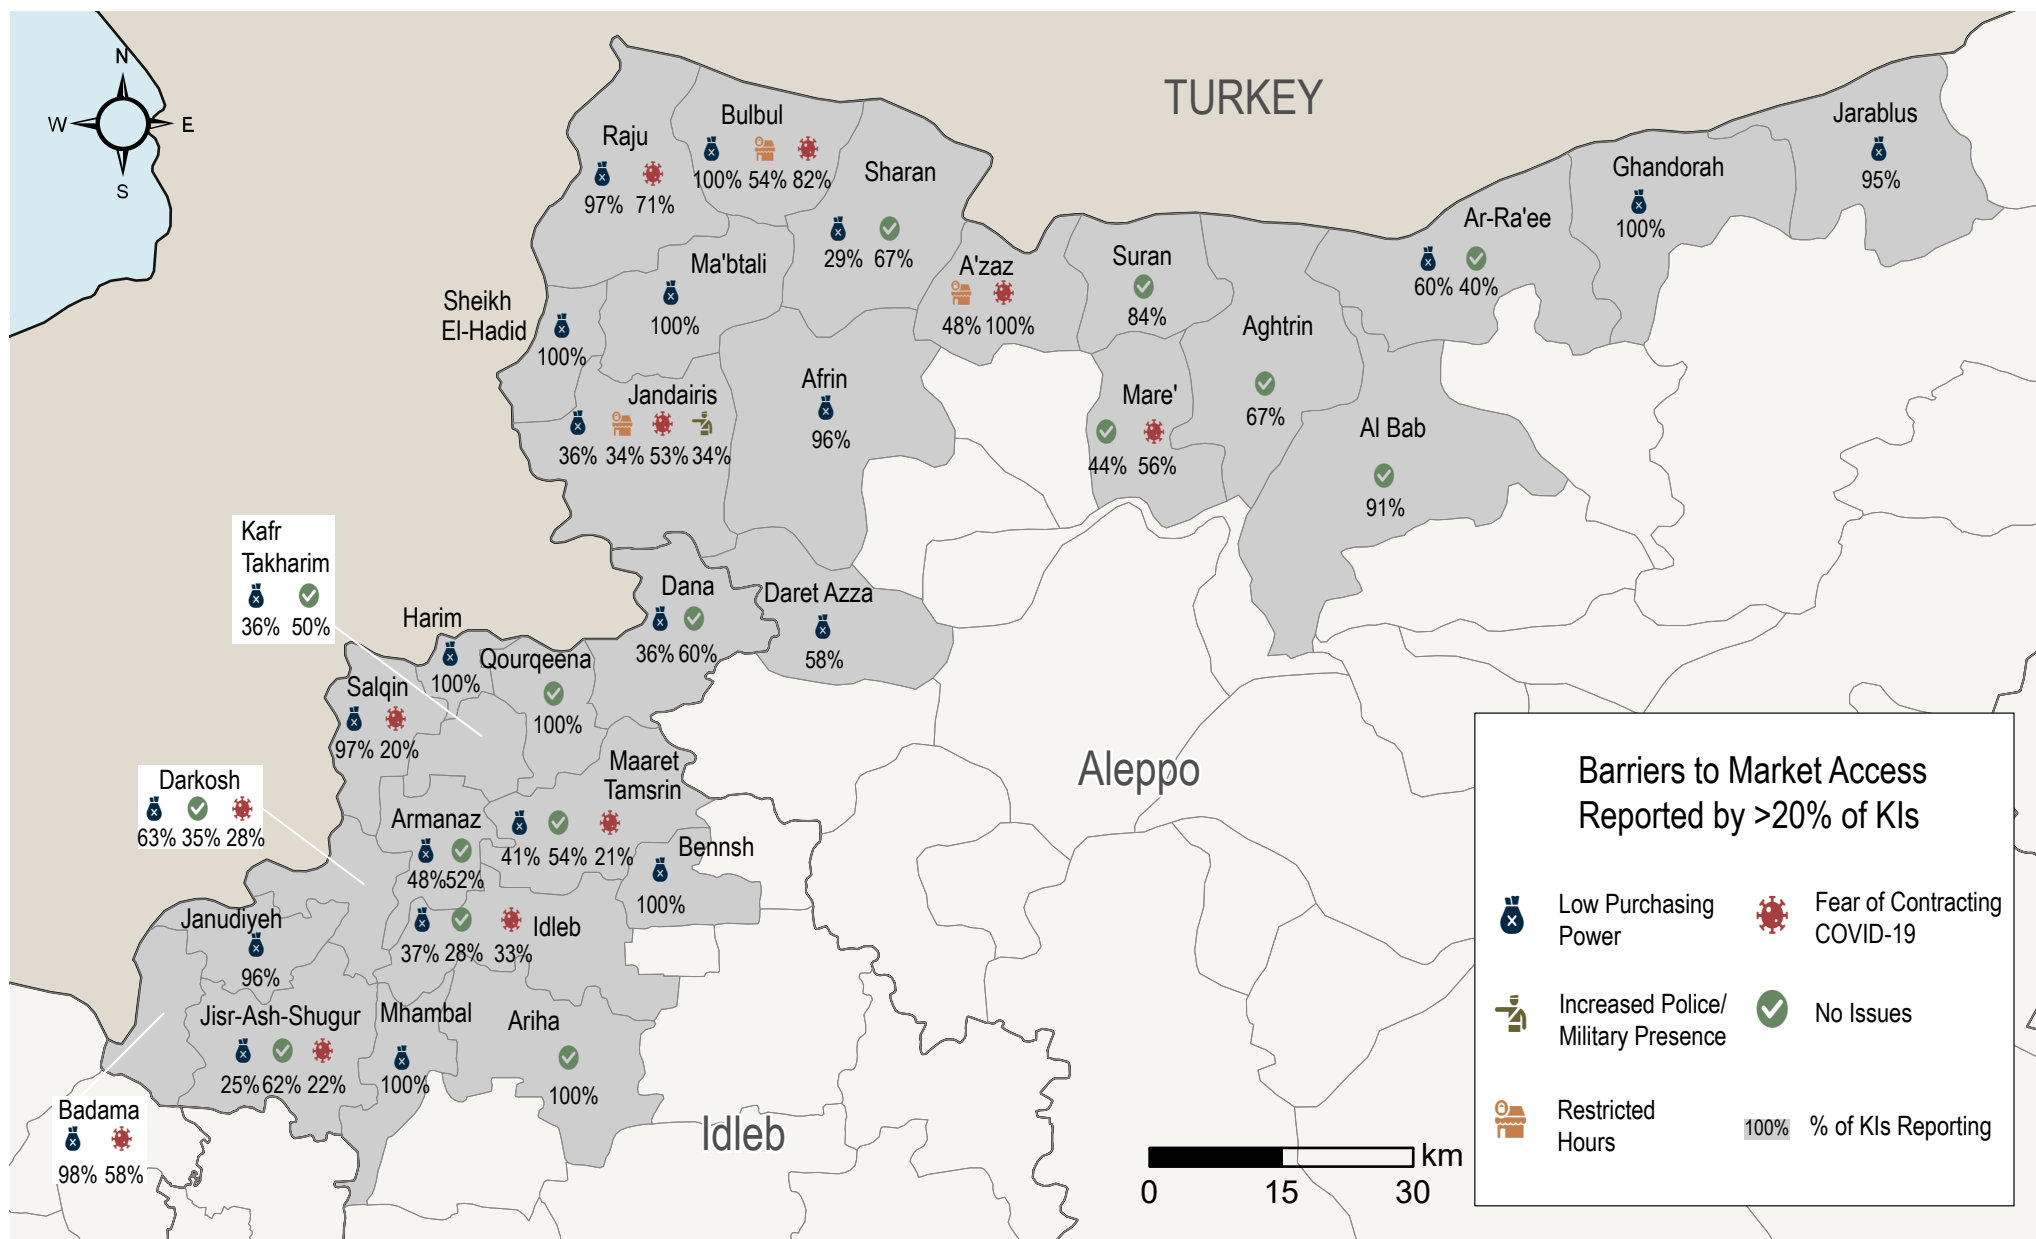 N
W
E
S
TURKEY
Raju
97% 71%
Bulbul
100% 54% 82%
Sharan
29% 67%
Jarablus
95%
Ghandorah
100%
Ar-Ra'ee
60% 40%
Ma'btali
100%
A'zaz
48% 100%
Suran
84%
Sheikh
El-Hadid
100%
Aghtrin
67%
Jandairis
36% 34% 53% 34%
Afrin
96%
Mare'
44% 56%
Al Bab
91%
Kafr
Takharim
36% 50%
Dana
36% 60%
Daret Azza
58%
Harim
100%
Qourqeena
100%
Salqin
97% 20%
Darkosh
63% 35% 28%
Maaret
Tamsrin
41% 54% 21%
Armanaz
48% 52%
Bennsh
100%
Aleppo
Janudiyeh
96%
Idleb
37% 28% 33%
Jisr-Ash-Shugur
25% 62% 22%
Mhambal
100%
Ariha
100%
Badama
98% 58%
Idleb
km
0 15 30
Barriers to Market Access
Reported by >20% of KIs
Low Purchasing
Power
Fear of Contracting
COVID-19
Increased Police/
Military Presence
No Issues
Restricted
Hours
100% % of KIs Reporting